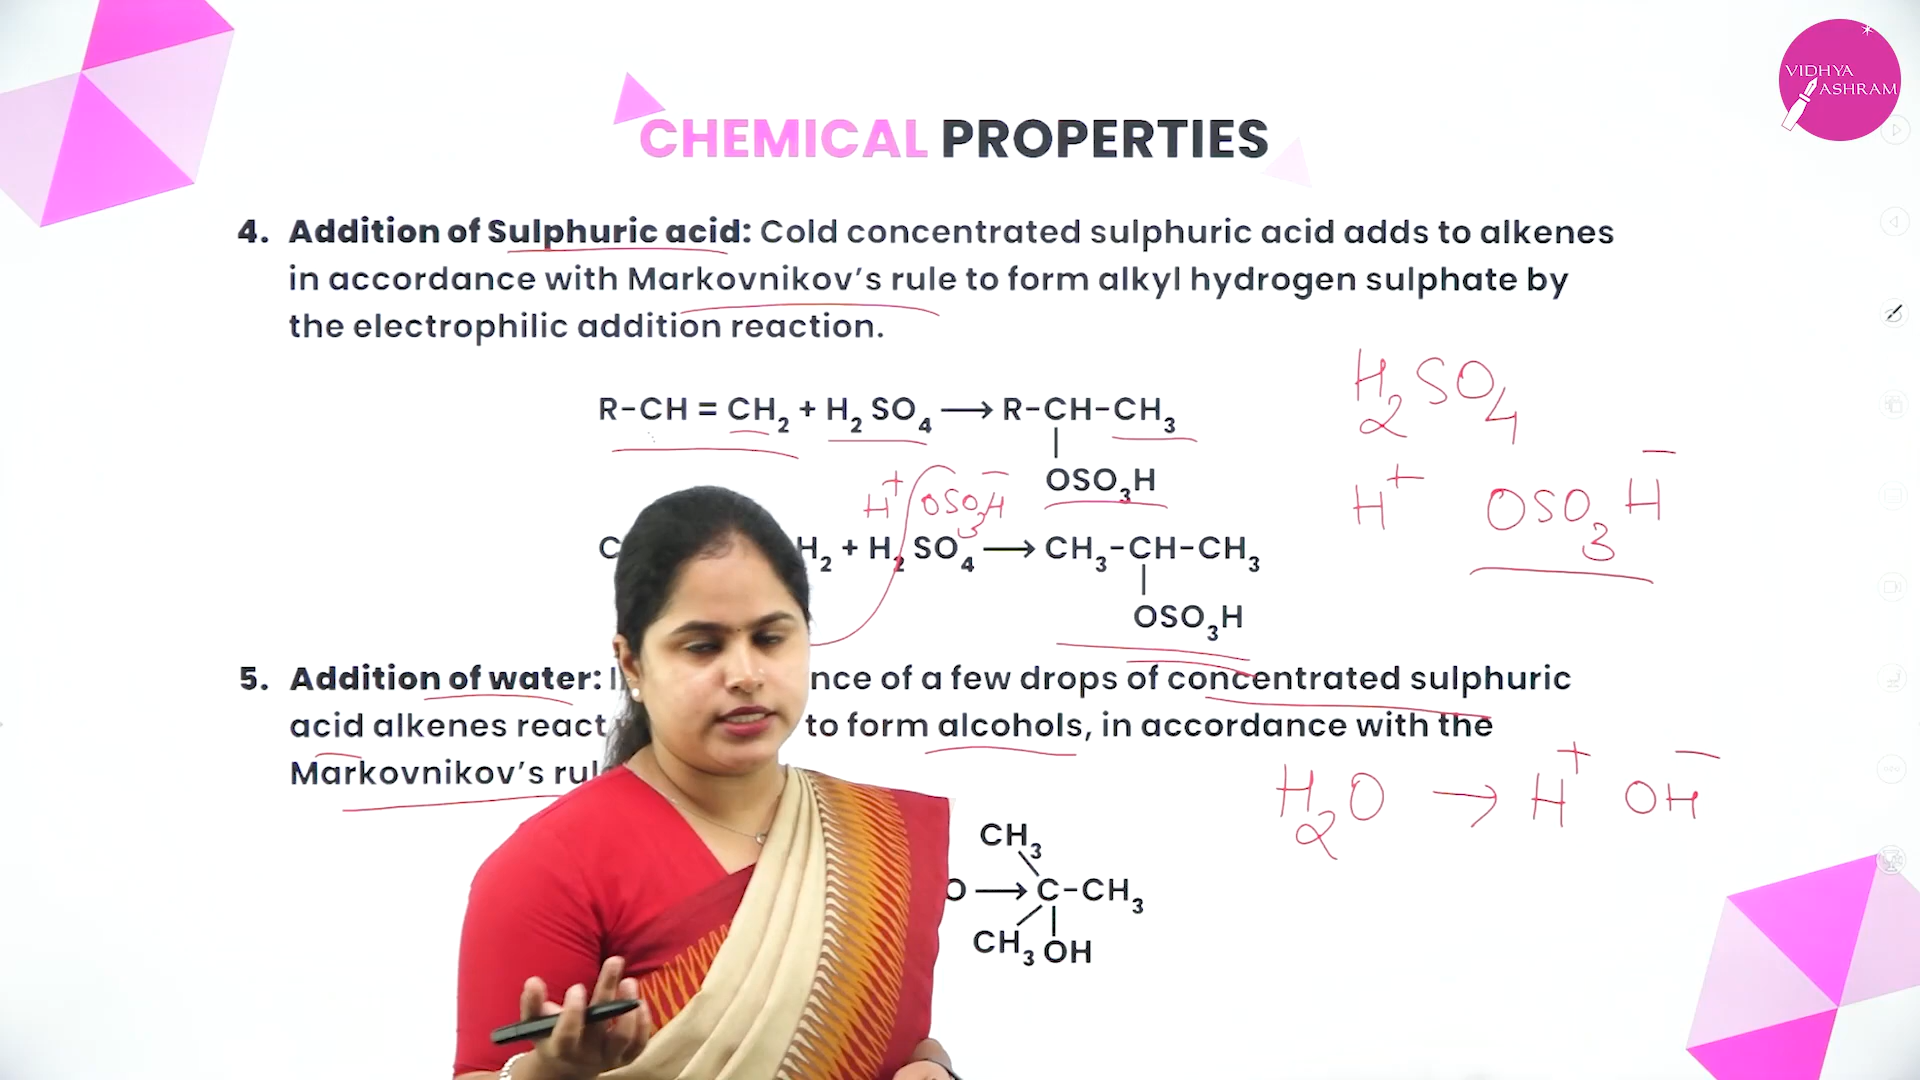 VIDHYA
ASHRAM
CHEMICAL PROPERTIES
4. Addition of Sulphuric acid: Cold concentrated sulphuric acid adds to alkenes
in accordance with Markovnikov’s rule to form alkyl hydrogen sulphate by
the electrophilic addition reaction.
R-CH = CH₂ + H₂ SO₄ ⟶ R-CH-CH₃
|
OSO₃H
H₂SO₄
H⁺ OSO₃H⁻
H⁺ OSO₃H⁻
C H₂ + H₂ SO₄ ⟶ CH₃-CH-CH₃
|
OSO₃H
5. Addition of water: nce of a few drops of concentrated sulphuric
acid alkenes react to form alcohols, in accordance with the
Markovnikov’s rul
H₂O → H⁺ OH⁻
CH₃
O ⟶ C-CH₃
CH₃ OH